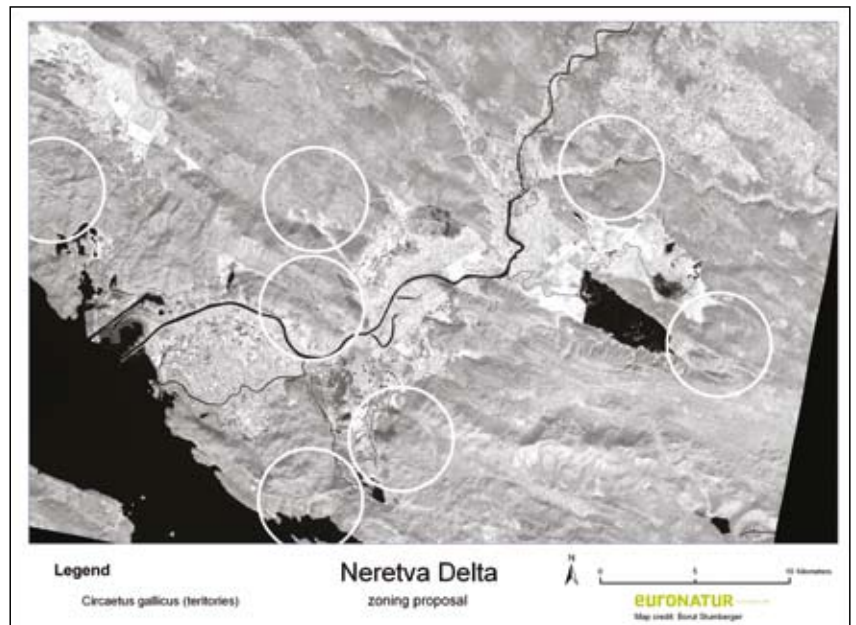 Legend
Circaetus gallicus (teritories)
Neretva Delta
zoning proposal
N
0 5 10 Kilometers
euronatur
Map credit: Borut Stumberger